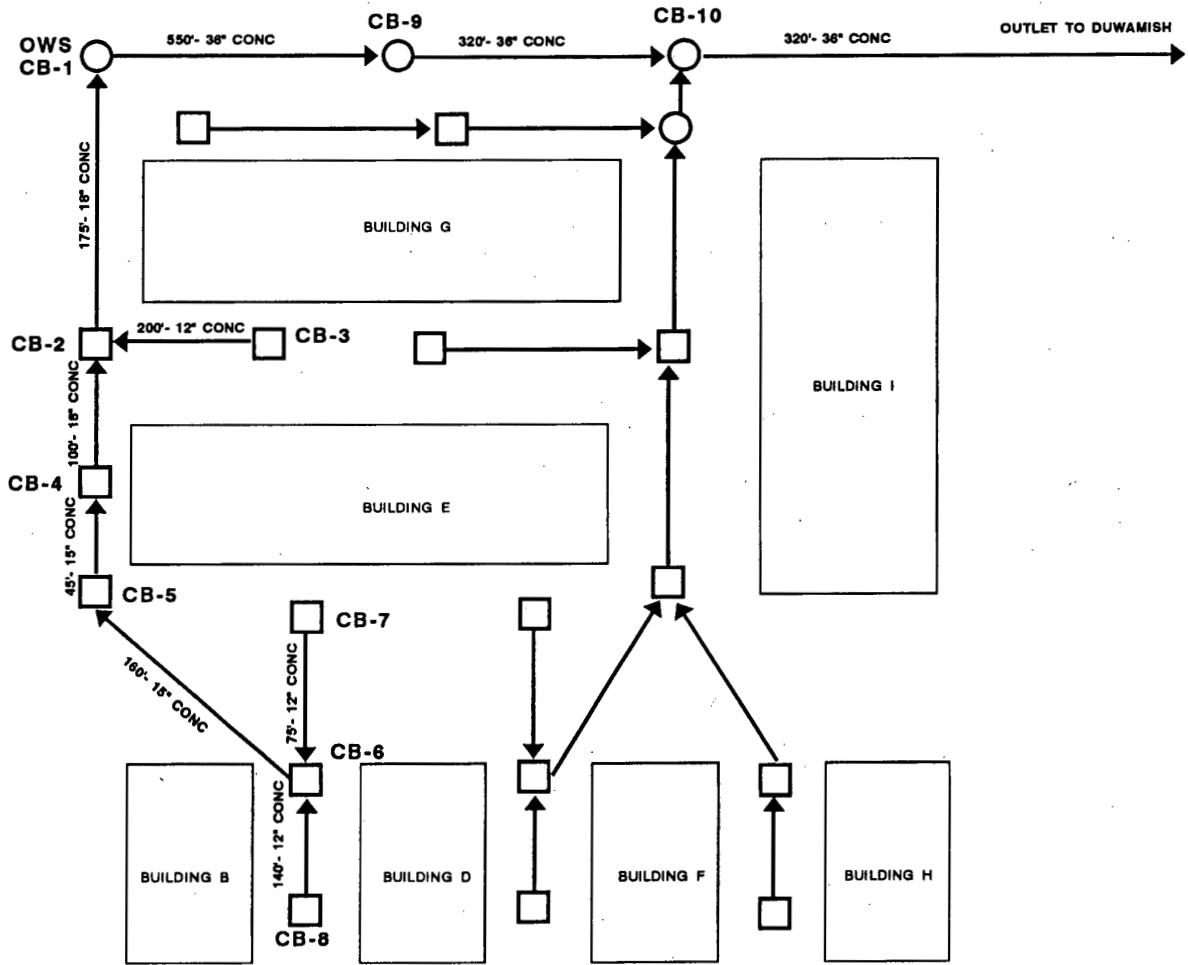 CB-9
CB-10
OWS
CB-1
550'- 36" CONC
320'- 36" CONC
320'- 36" CONC
OUTLET TO DUWAMISH
175'- 18" CONC
BUILDING G
CB-2
200'- 12" CONC
CB-3
BUILDING I
100'- 18" CONC
CB-4
BUILDING E
45'- 15" CONC
CB-5
CB-7
160'- 15" CONC
75'- 12" CONC
CB-6
140'- 12" CONC
BUILDING B
BUILDING D
BUILDING F
BUILDING H
CB-8